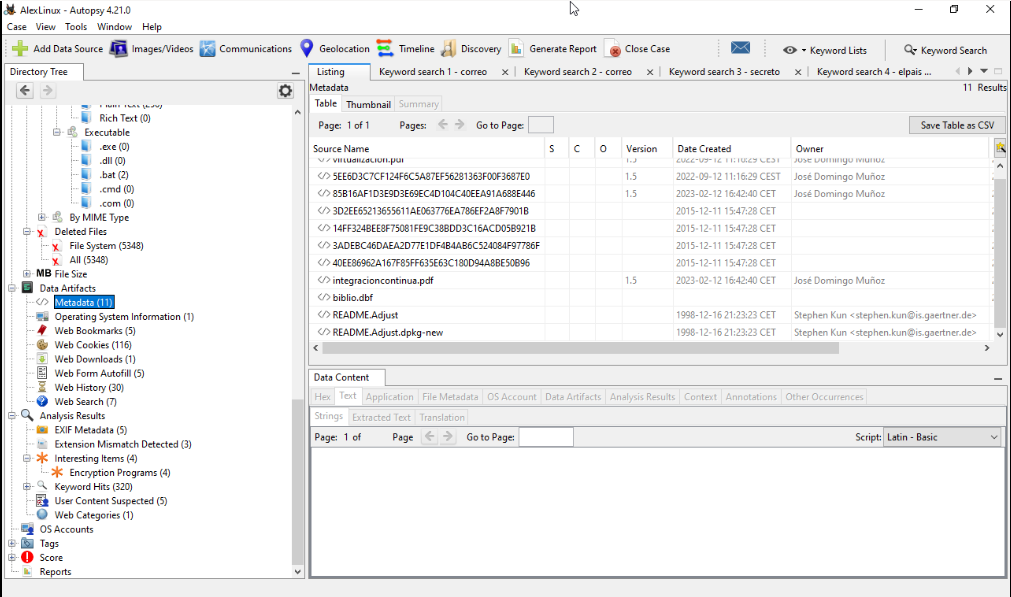 AlexLinux - Autopsy 4.21.0
Case View Tools Window Help
Add Data Source Images/Videos Communications Geolocation Timeline Discovery Generate Report Close Case Keyword Lists Keyword Search
Directory Tree
Plain Text (256)
Rich Text (0)
Executable
.exe (0)
.dll (0)
.bat (2)
.cmd (0)
.com (0)
By MIME Type
Deleted Files
File System (5348)
All (5348)
MB File Size
Data Artifacts
Metadata (11)
Operating System Information (1)
Web Bookmarks (5)
Web Cookies (116)
Web Downloads (1)
Web Form Autofill (5)
Web History (30)
Web Search (7)
Analysis Results
EXIF Metadata (5)
Extension Mismatch Detected (3)
Interesting Items (4)
Encryption Programs (4)
Keyword Hits (320)
User Content Suspected (5)
Web Categories (1)
OS Accounts
Tags
Score
Reports
Listing Keyword search 1 - correo Keyword search 2 - correo Keyword search 3 - secreto Keyword search 4 - elpais ...
Metadata 11 Results
Table Thumbnail Summary
Page: 1 of 1 Pages: Go to Page: Save Table as CSV
Source Name S C O Version Date Created Owner
virtualizacion.pdf 1.5 2022-09-12 11:16:29 CEST José Domingo Muñoz
5EE6D3C7CF124F6C5A87EF56281363F00F3687E0 1.5 2022-09-12 11:16:29 CEST José Domingo Muñoz
85B16AF1D3E9D3E69EC4D104C40EEA91A688E446 1.5 2023-02-12 16:42:40 CET José Domingo Muñoz
3D2EE65213655611AE063776EA786EF2A8F7901B 2015-12-11 15:47:28 CET
14FF324BEE8F75081FE9C38BDD3C16ACD05B921B 2015-12-11 15:47:28 CET
3ADEBC46DAEA2D77E1DF4B4AB6C524084F97786F 2015-12-11 15:47:28 CET
40EE86962A167F85FF635E63C180D94A8BE50B96 2015-12-11 15:47:28 CET
integracioncontinua.pdf 1.5 2023-02-12 16:42:40 CET José Domingo Muñoz
biblio.dbf
README.Adjust 1998-12-16 21:23:23 CET Stephen Kun <stephen.kun@is.gaertner.de>
README.Adjust.dpkg-new 1998-12-16 21:23:23 CET Stephen Kun <stephen.kun@is.gaertner.de>
Data Content
Hex Text Application File Metadata OS Account Data Artifacts Analysis Results Context Annotations Other Occurrences
Strings Extracted Text Translation
Page: 1 of Page Go to Page: Script: Latin - Basic